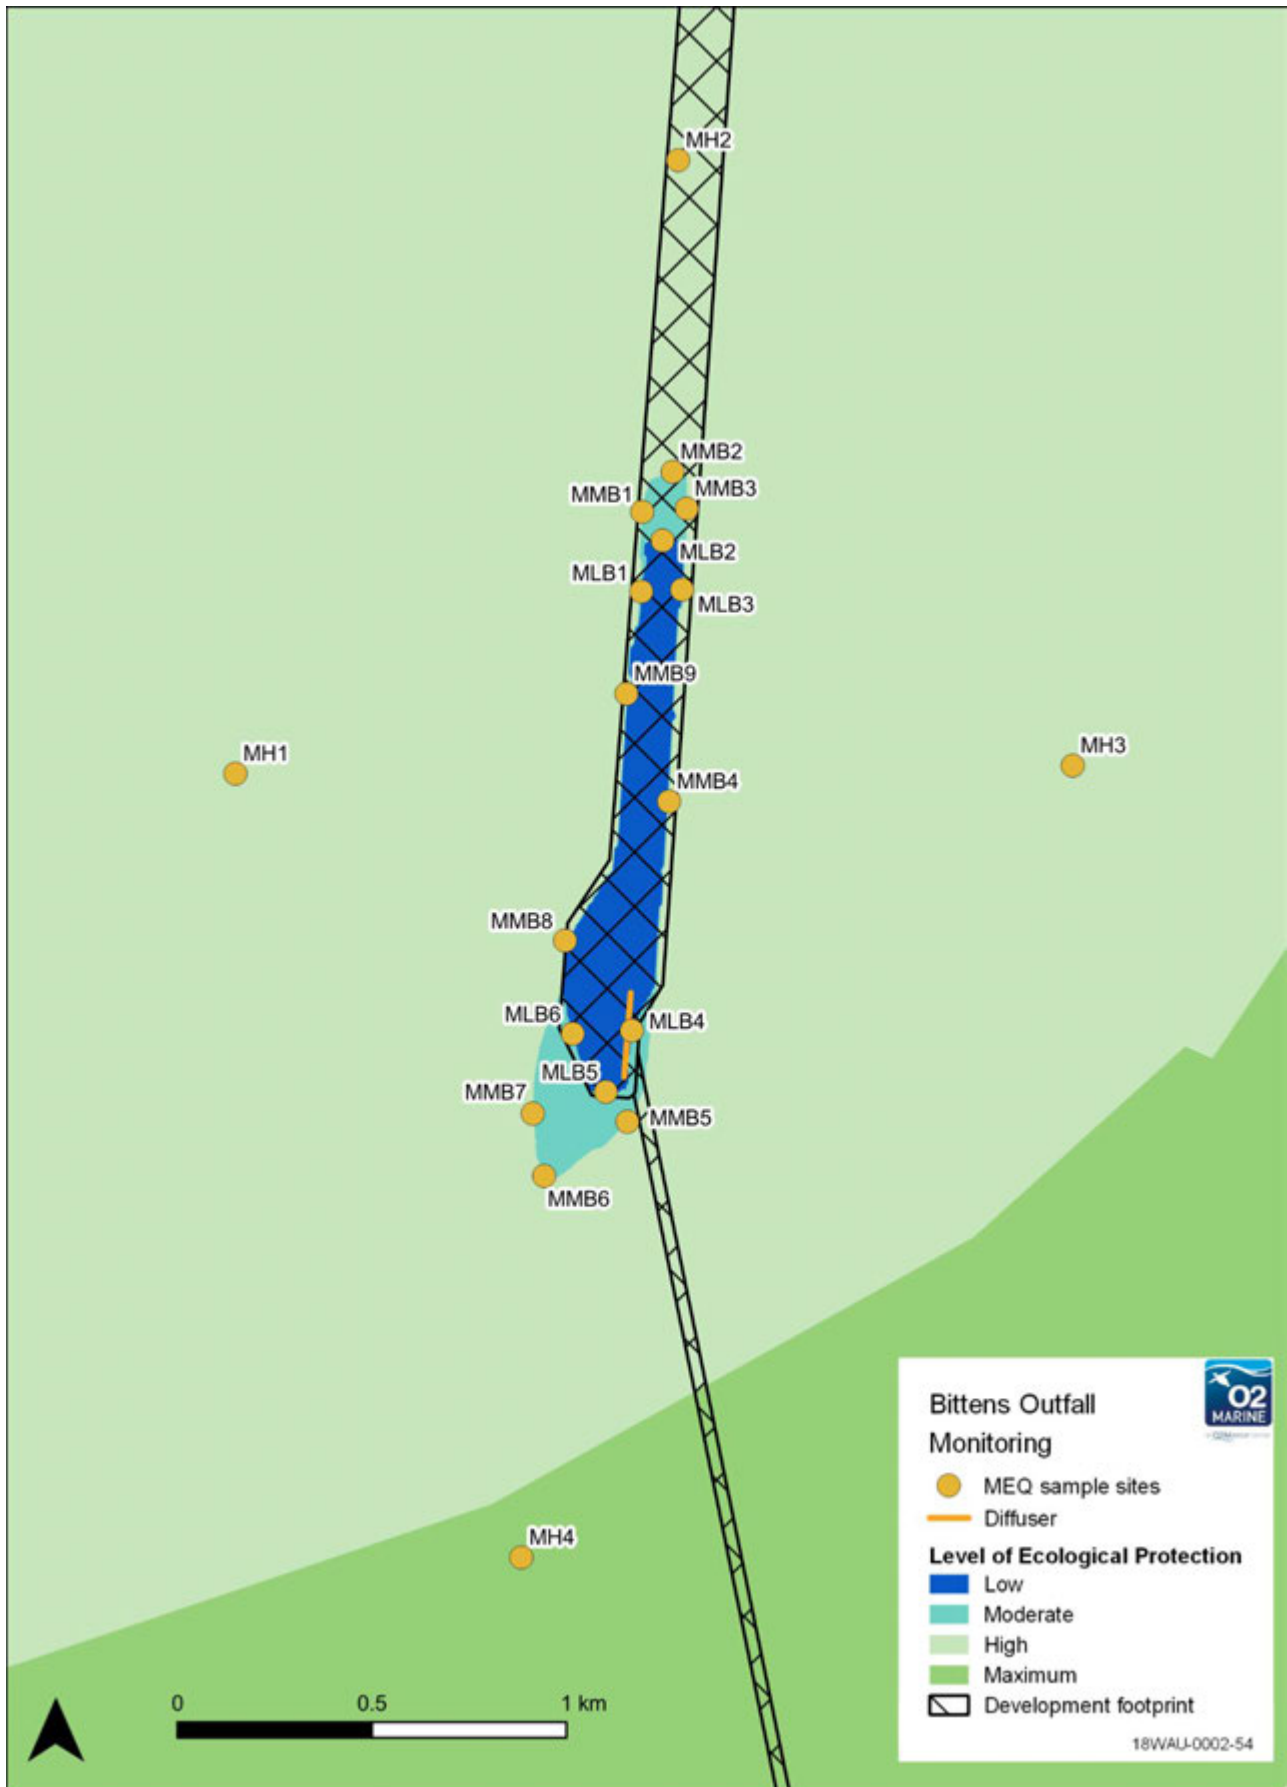 MH2
MMB2
MMB1
MMB3
MLB2
MLB1
MLB3
MMB9
MH1
MH3
MMB4
MMB8
MLB6
MLB4
MLB5
MMB7
MMB5
MMB6
MH4
0 0.5 1 km
Bittens Outfall
Monitoring
O2
MARINE
MEQ sample sites
Diffuser
Level of Ecological Protection
Low
Moderate
High
Maximum
Development footprint
18WAU-0002-54